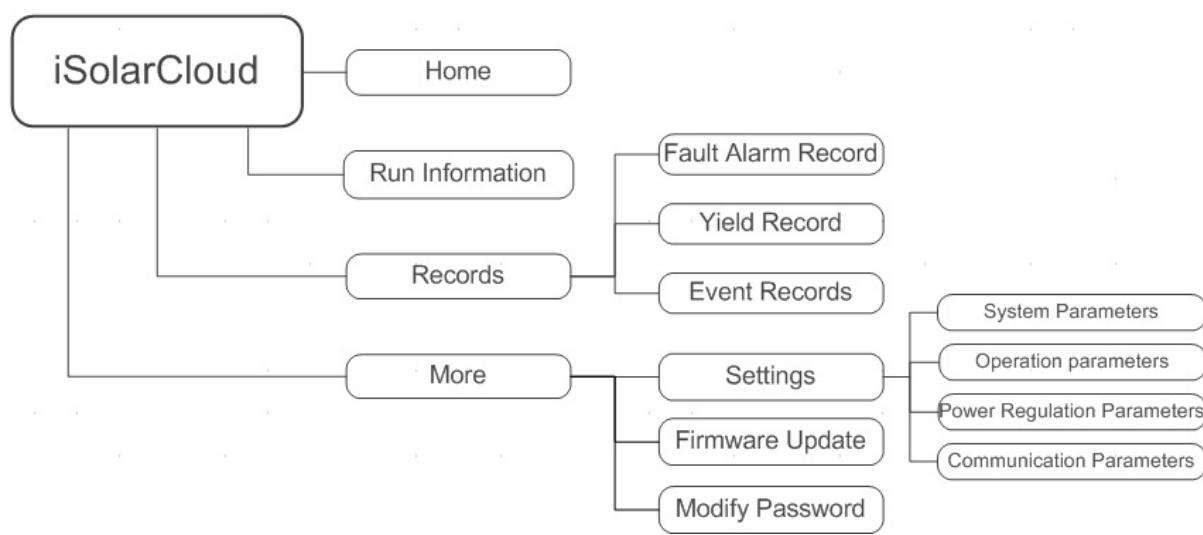 iSolarCloud
Home
Run Information
Fault Alarm Record
Yield Record
Records
Event Records
System Parameters
More
Settings
Operation parameters
Power Regulation Parameters
Firmware Update
Communication Parameters
Modify Password